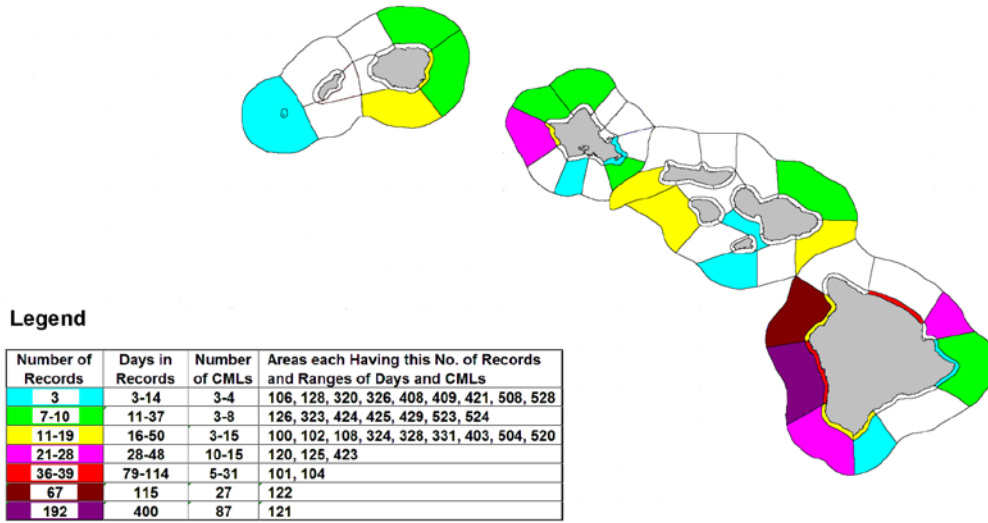 Legend
Number of Records Days in Records Number of CMLs Areas each Having this No. of Records and Ranges of Days and CMLs
3 3-14 3-4 106, 128, 320, 326, 408, 409, 421, 508, 528
7-10 11-37 3-8 126, 323, 424, 425, 429, 523, 524
11-19 16-50 3-15 100, 102, 108, 324, 328, 331, 403, 504, 520
21-28 28-48 10-15 120, 125, 423
36-39 79-114 5-31 101, 104
67 115 27 122
192 400 87 121